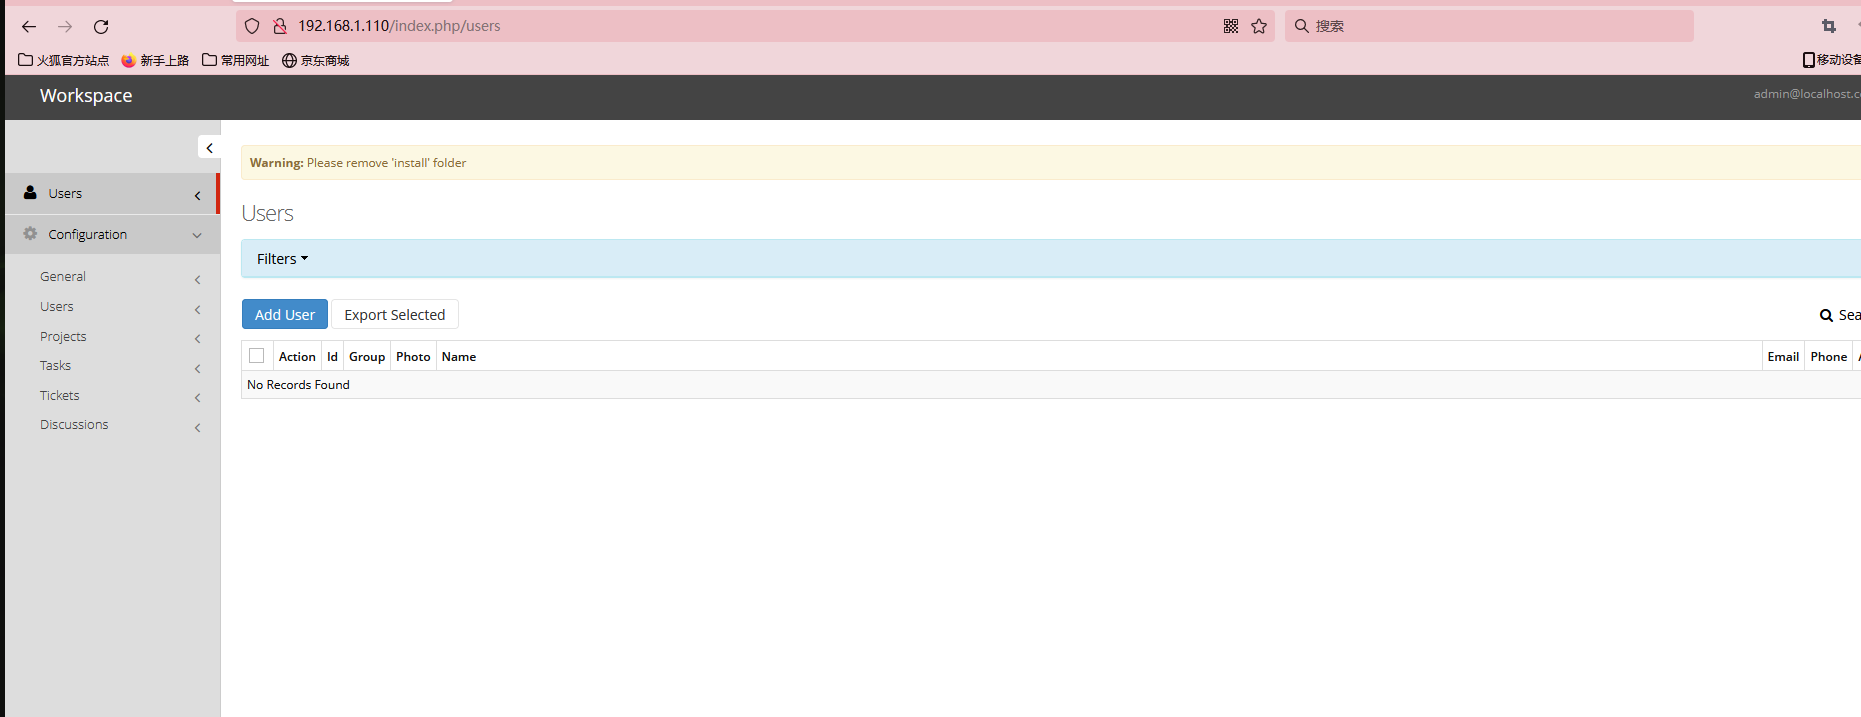 192.168.1.110/index.php/users
搜索
火狐官方站点 新手上路 常用网址 京东商城
移动设备
Workspace
admin@localhost.c
Warning: Please remove 'install' folder
Users
Configuration
General
Users
Projects
Tasks
Tickets
Discussions
Users
Filters
Add User Export Selected
Sea
Action Id Group Photo Name Email Phone
No Records Found